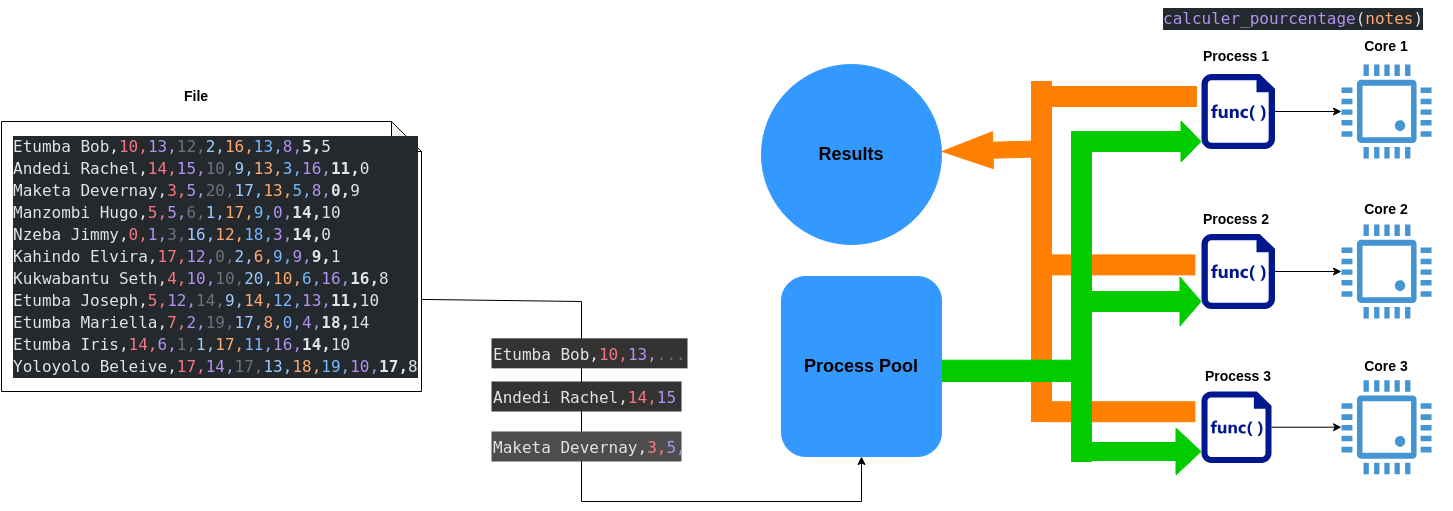 File
Etumba Bob,10,13,12,2,16,13,8,5,5
Andedi Rachel,14,15,10,9,13,3,16,11,0
Maketa Devernay,3,5,20,17,13,5,8,0,9
Manzombi Hugo,5,5,6,1,17,9,0,14,10
Nzeba Jimmy,0,1,3,16,12,18,3,14,0
Kahindo Elvira,17,12,0,2,6,9,9,9,1
Kukwabantu Seth,4,10,10,20,10,6,16,16,8
Etumba Joseph,5,12,14,9,14,12,13,11,10
Etumba Mariella,7,2,19,17,8,0,4,18,14
Etumba Iris,14,6,1,1,17,11,16,14,10
Yoloyolo Beleive,17,14,17,13,18,19,10,17,8
Etumba Bob,10,13,...
Andedi Rachel,14,15
Maketa Devernay,3,5,
Results
Process Pool
calculer_pourcentage(notes)
Process 1
func( )
Core 1
Process 2
func( )
Core 2
Process 3
func( )
Core 3